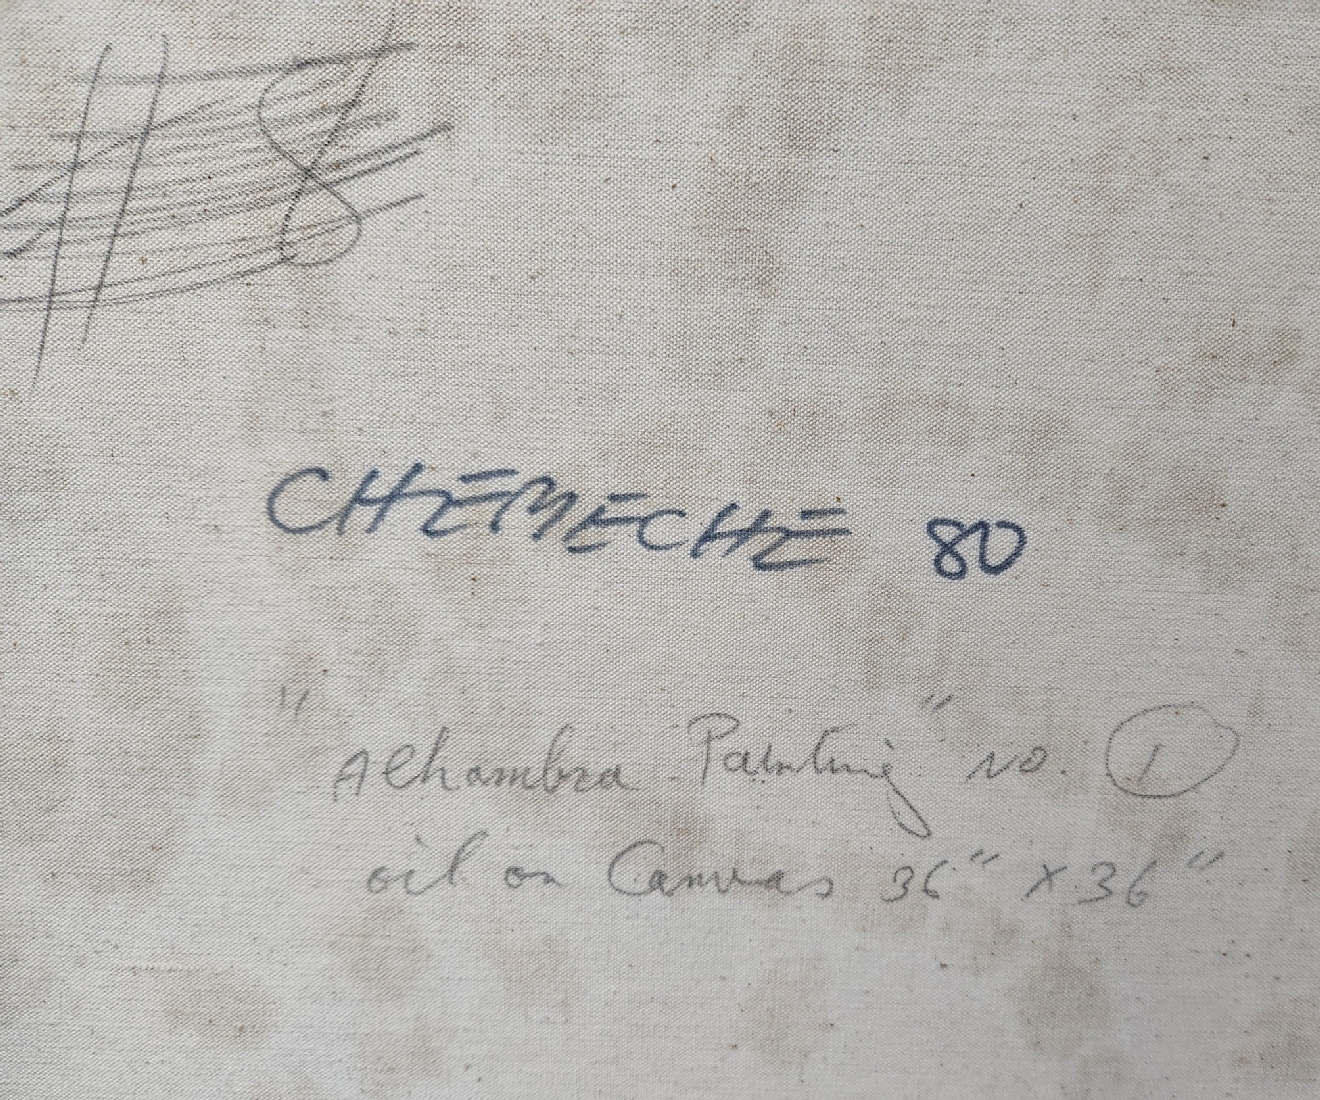 #8
CHEMECHE 80
"Alhambra Painting" no. 1
oil on Canvas 36" x 36"